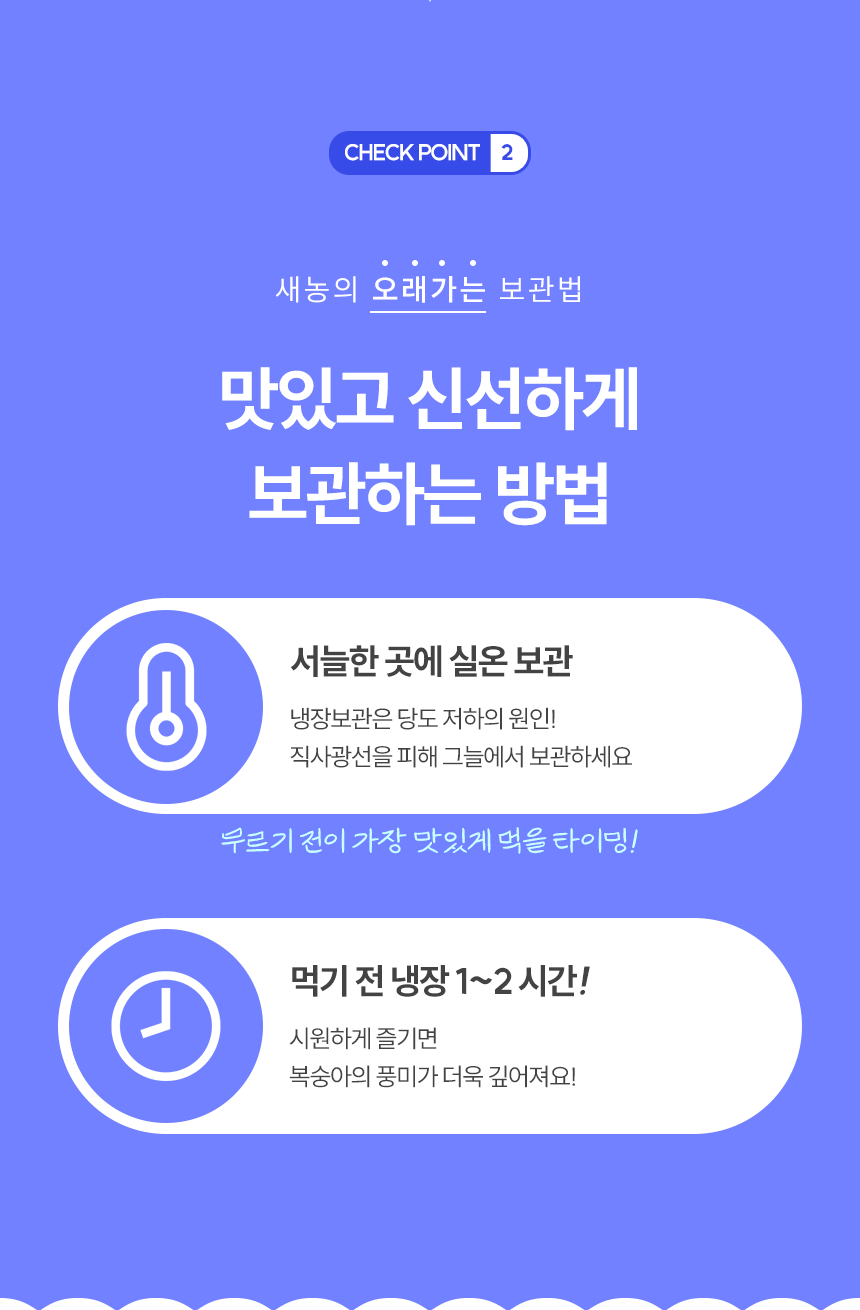 CHECK POINT 2
새농의 오래가는 보관법
맛있고 신선하게
보관하는 방법
서늘한 곳에 실온 보관
냉장보관은 당도 저하의 원인!
직사광선을 피해 그늘에서 보관하세요
무르기 전이 가장 맛있게 먹을 타이밍!
먹기 전 냉장 1~2 시간!
시원하게 즐기면
복숭아의 풍미가 더욱 깊어져요!